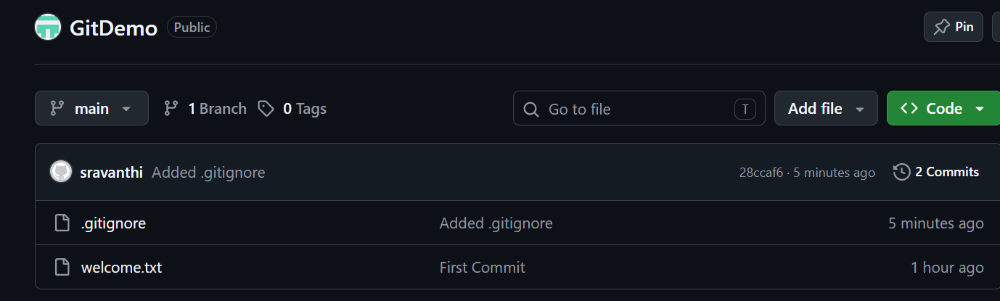 GitDemo Public Pin
main 1 Branch 0 Tags Go to file T Add file Code
sravanthi Added .gitignore 28ccaf6 · 5 minutes ago 2 Commits
.gitignore Added .gitignore 5 minutes ago
welcome.txt First Commit 1 hour ago